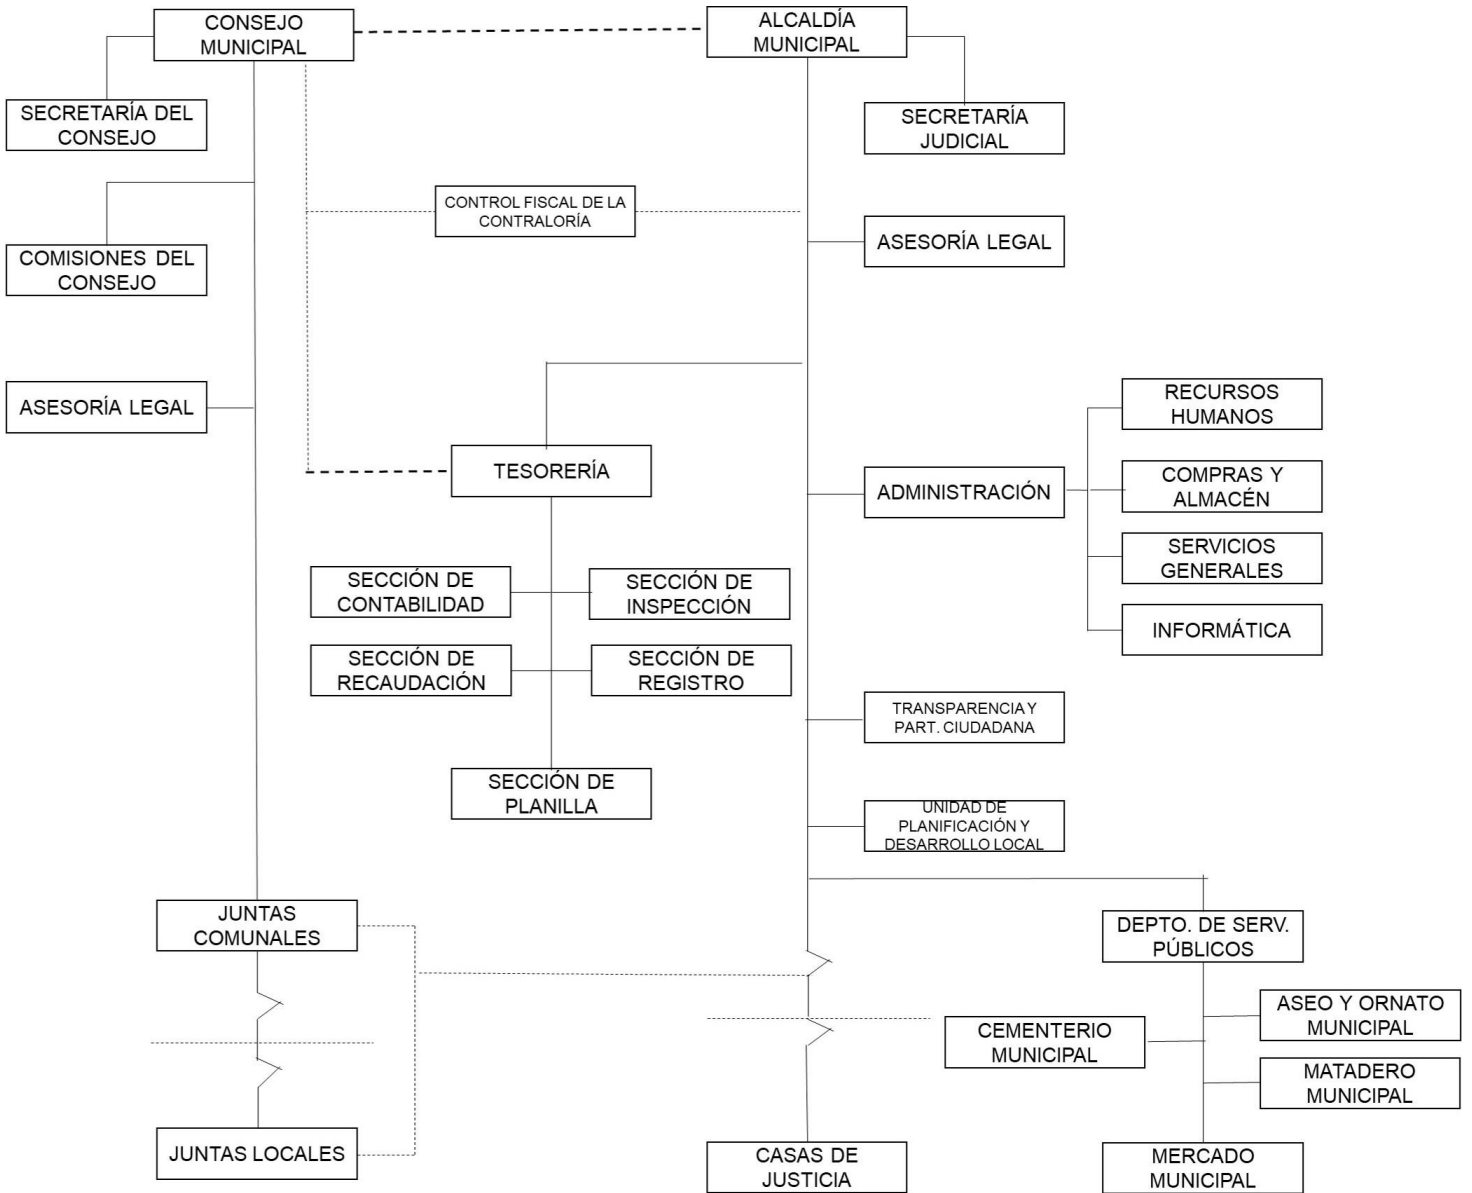 CONSEJO
MUNICIPAL
ALCALDÍA
MUNICIPAL
SECRETARÍA DEL
CONSEJO
SECRETARÍA
JUDICIAL
CONTROL FISCAL DE LA
CONTRALORÍA
COMISIONES DEL
CONSEJO
ASESORÍA LEGAL
ASESORÍA LEGAL
TESORERÍA
ADMINISTRACIÓN
RECURSOS
HUMANOS
COMPRAS Y
ALMACÉN
SERVICIOS
GENERALES
INFORMÁTICA
SECCIÓN DE
CONTABILIDAD
SECCIÓN DE
INSPECCIÓN
SECCIÓN DE
RECAUDACIÓN
SECCIÓN DE
REGISTRO
SECCIÓN DE
PLANILLA
TRANSPARENCIA Y
PART. CIUDADANA
UNIDAD DE
PLANIFICACIÓN Y
DESARROLLO LOCAL
JUNTAS
COMUNALES
DEPTO. DE SERV.
PÚBLICOS
CEMENTERIO
MUNICIPAL
ASEO Y ORNATO
MUNICIPAL
MATADERO
MUNICIPAL
JUNTAS LOCALES
CASAS DE
JUSTICIA
MERCADO
MUNICIPAL